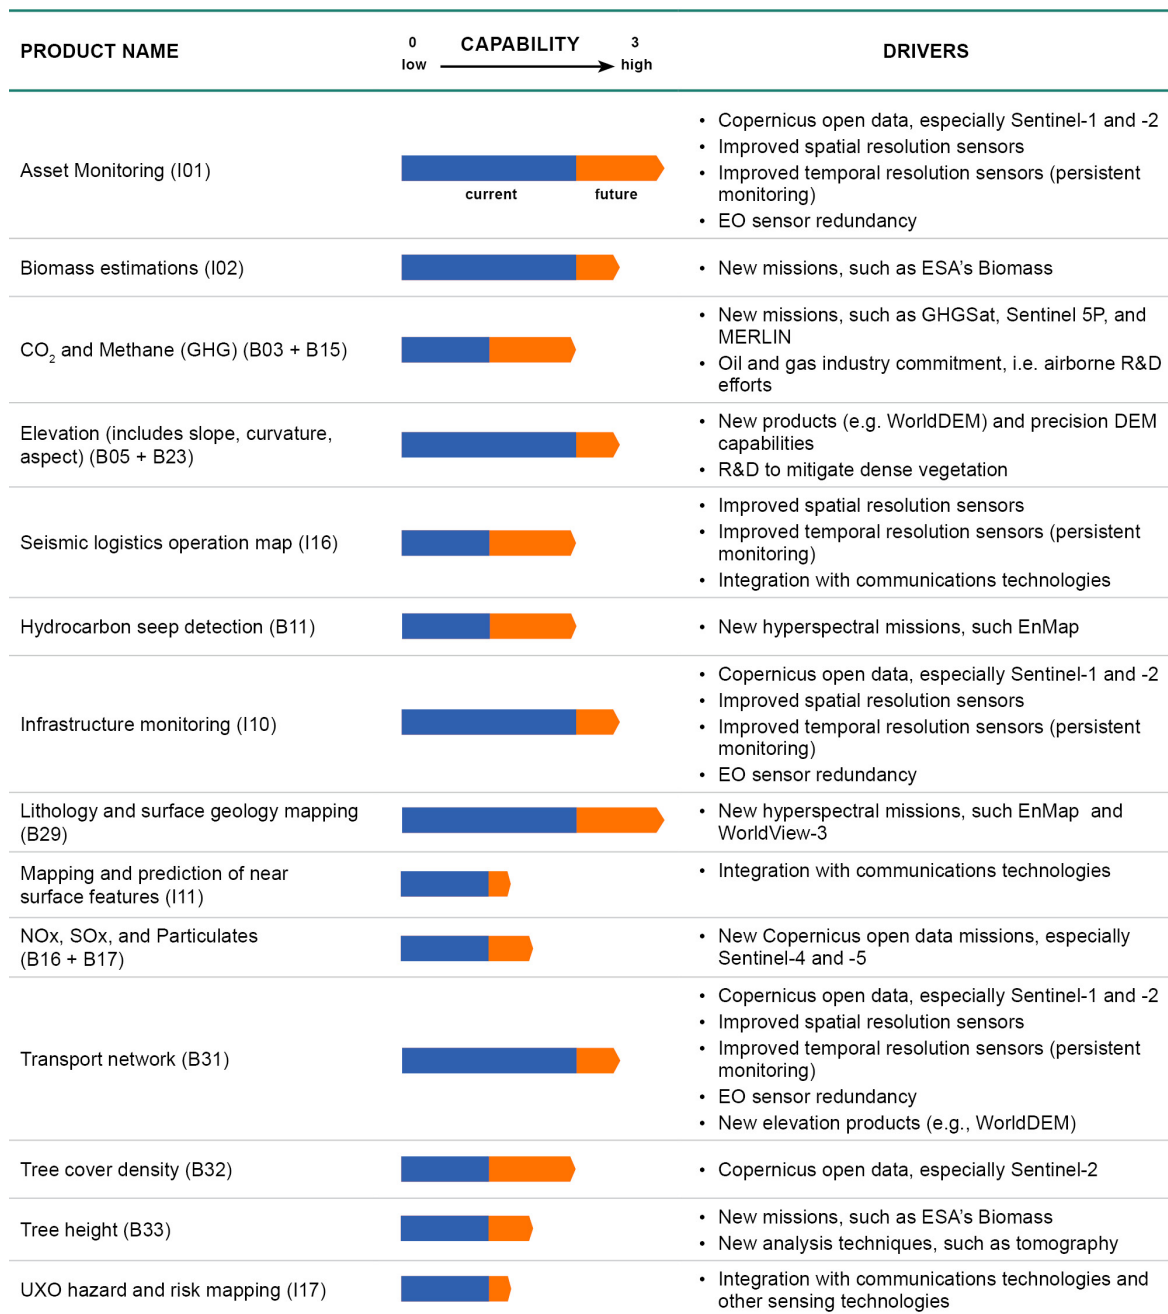 PRODUCT NAME
0 CAPABILITY 3
low high
DRIVERS
Asset Monitoring (I01)
current future
• Copernicus open data, especially Sentinel-1 and -2
• Improved spatial resolution sensors
• Improved temporal resolution sensors (persistent
monitoring)
• EO sensor redundancy
Biomass estimations (I02)
• New missions, such as ESA's Biomass
CO2 and Methane (GHG) (B03 + B15)
• New missions, such as GHGSat, Sentinel 5P, and
MERLIN
• Oil and gas industry commitment, i.e. airborne R&D
efforts
Elevation (includes slope, curvature,
aspect) (B05 + B23)
• New products (e.g. WorldDEM) and precision DEM
capabilities
• R&D to mitigate dense vegetation
Seismic logistics operation map (I16)
• Improved spatial resolution sensors
• Improved temporal resolution sensors (persistent
monitoring)
• Integration with communications technologies
Hydrocarbon seep detection (B11)
• New hyperspectral missions, such EnMap
Infrastructure monitoring (I10)
• Copernicus open data, especially Sentinel-1 and -2
• Improved spatial resolution sensors
• Improved temporal resolution sensors (persistent
monitoring)
• EO sensor redundancy
Lithology and surface geology mapping
(B29)
• New hyperspectral missions, such EnMap and
WorldView-3
Mapping and prediction of near
surface features (I11)
• Integration with communications technologies
NOx, SOx, and Particulates
(B16 + B17)
• New Copernicus open data missions, especially
Sentinel-4 and -5
Transport network (B31)
• Copernicus open data, especially Sentinel-1 and -2
• Improved spatial resolution sensors
• Improved temporal resolution sensors (persistent
monitoring)
• EO sensor redundancy
• New elevation products (e.g., WorldDEM)
Tree cover density (B32)
• Copernicus open data, especially Sentinel-2
Tree height (B33)
• New missions, such as ESA's Biomass
• New analysis techniques, such as tomography
UXO hazard and risk mapping (I17)
• Integration with communications technologies and
other sensing technologies